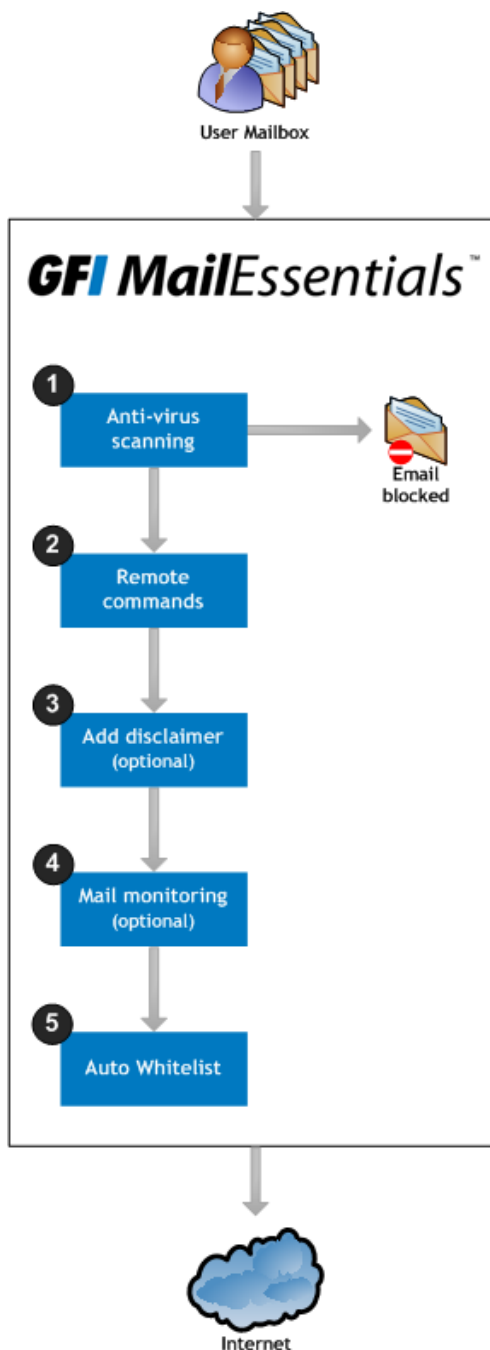 User Mailbox
GFI MailEssentials™
1
Anti-virus
scanning
Email
blocked
2
Remote
commands
3
Add disclaimer
(optional)
4
Mail monitoring
(optional)
5
Auto Whitelist
Internet